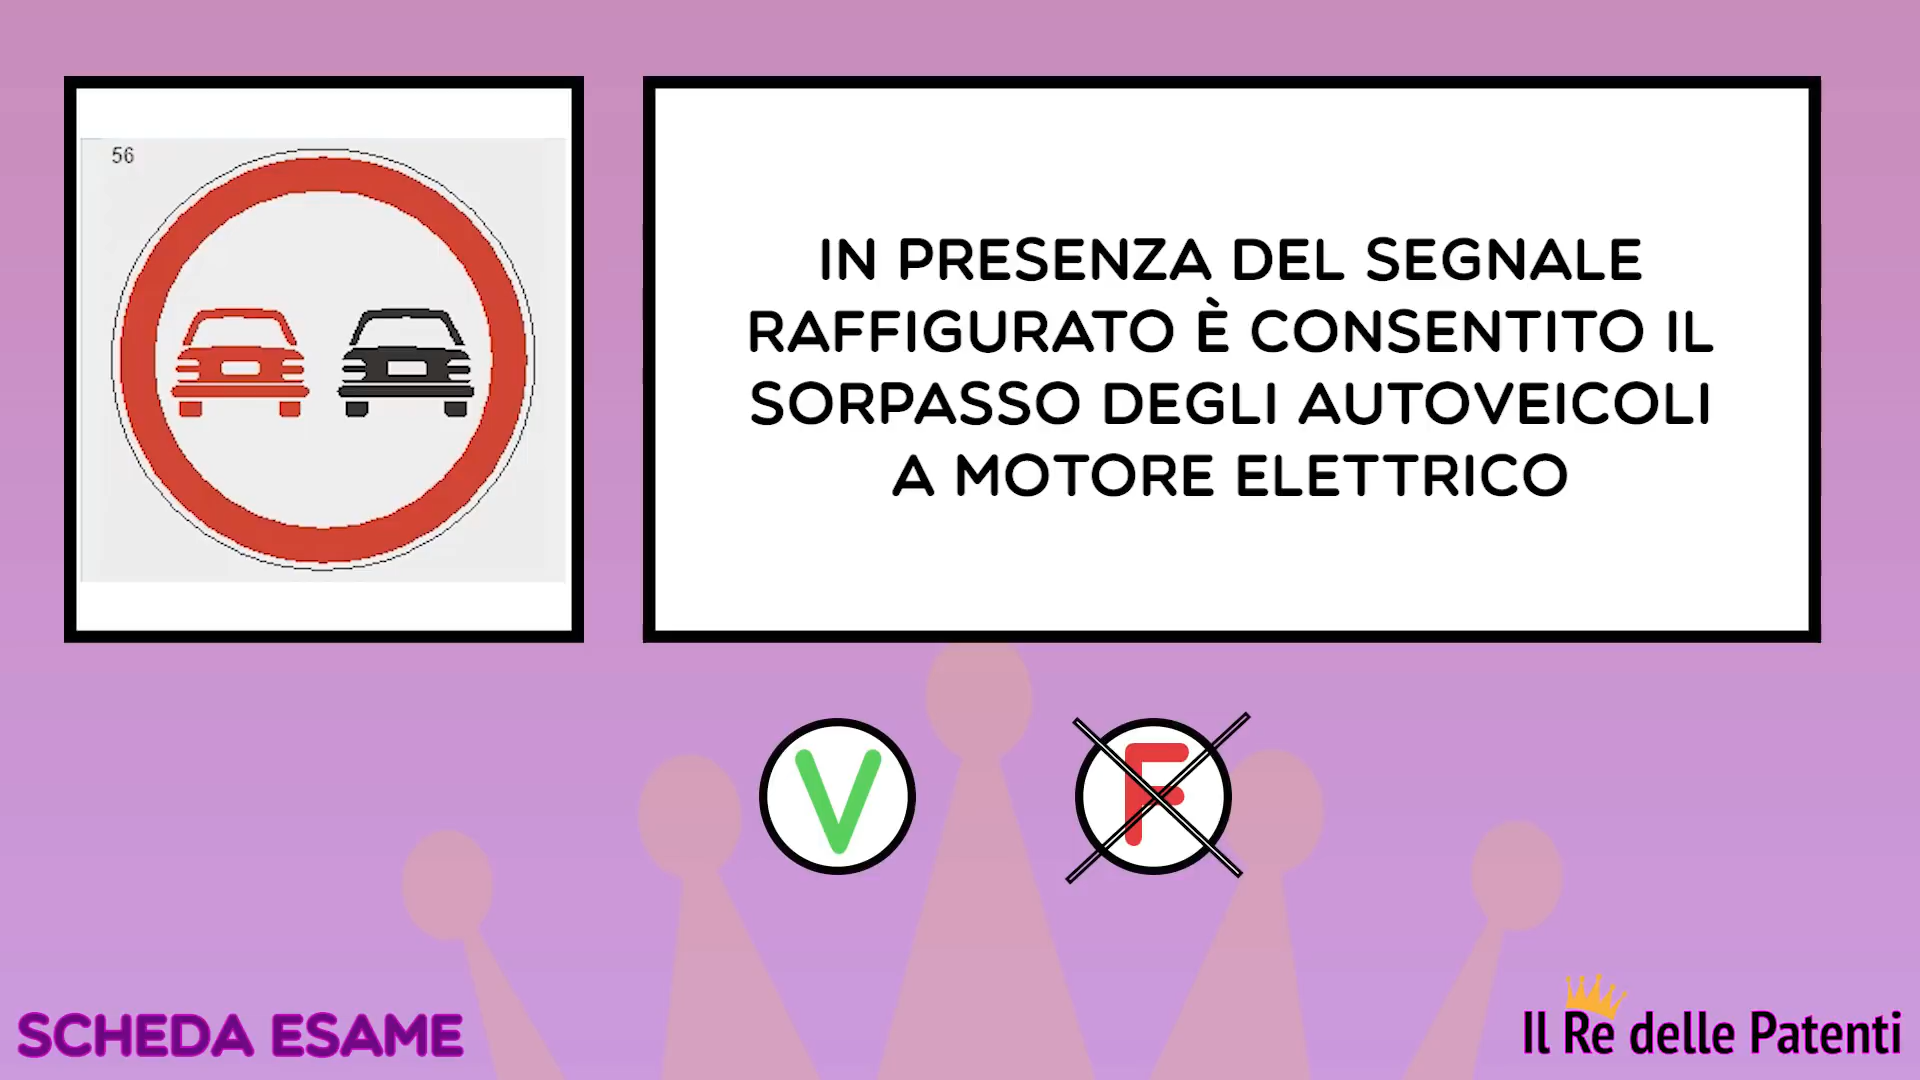 56
IN PRESENZA DEL SEGNALE
RAFFIGURATO È CONSENTITO IL
SORPASSO DEGLI AUTOVEICOLI
A MOTORE ELETTRICO
V
F
SCHEDA ESAME
Il Re delle Patenti